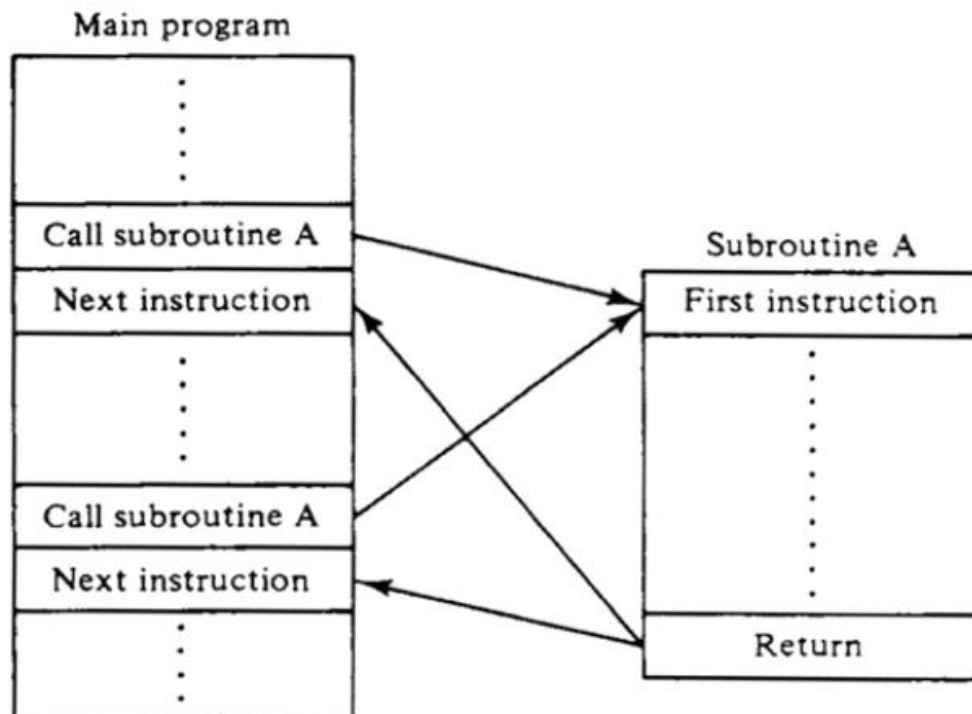 Main program
Call subroutine A
Next instruction
Call subroutine A
Next instruction
Subroutine A
First instruction
Return